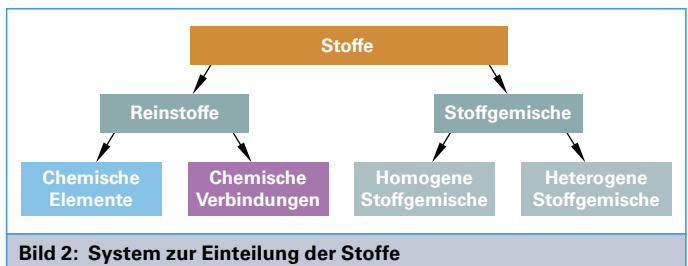 Stoffe
Reinstoffe
Stoffgemische
Chemische
Elemente
Chemische
Verbindungen
Homogene
Stoffgemische
Heterogene
Stoffgemische
Bild 2: System zur Einteilung der Stoffe